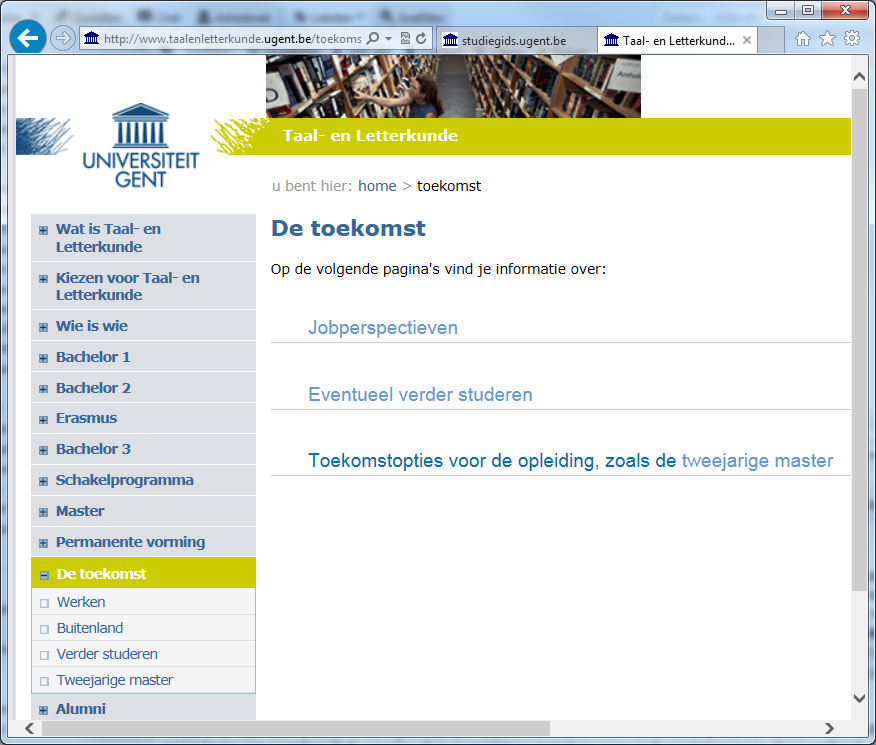 http://www.taalenletterkunde.ugent.be/toekoms
studiegids.ugent.be
Taal- en Letterkund...
UNIVERSITEIT
GENT
Taal- en Letterkunde
u bent hier: home > toekomst
Wat is Taal- en
Letterkunde
Kiezen voor Taal- en
Letterkunde
Wie is wie
Bachelor 1
Bachelor 2
Erasmus
Bachelor 3
Schakelprogramma
Master
Permanente vorming
De toekomst
Werken
Buitenland
Verder studeren
Tweejarige master
Alumni
De toekomst
Op de volgende pagina's vind je informatie over:
Jobperspectieven
Eventueel verder studeren
Toekomstopties voor de opleiding, zoals de tweejarige master